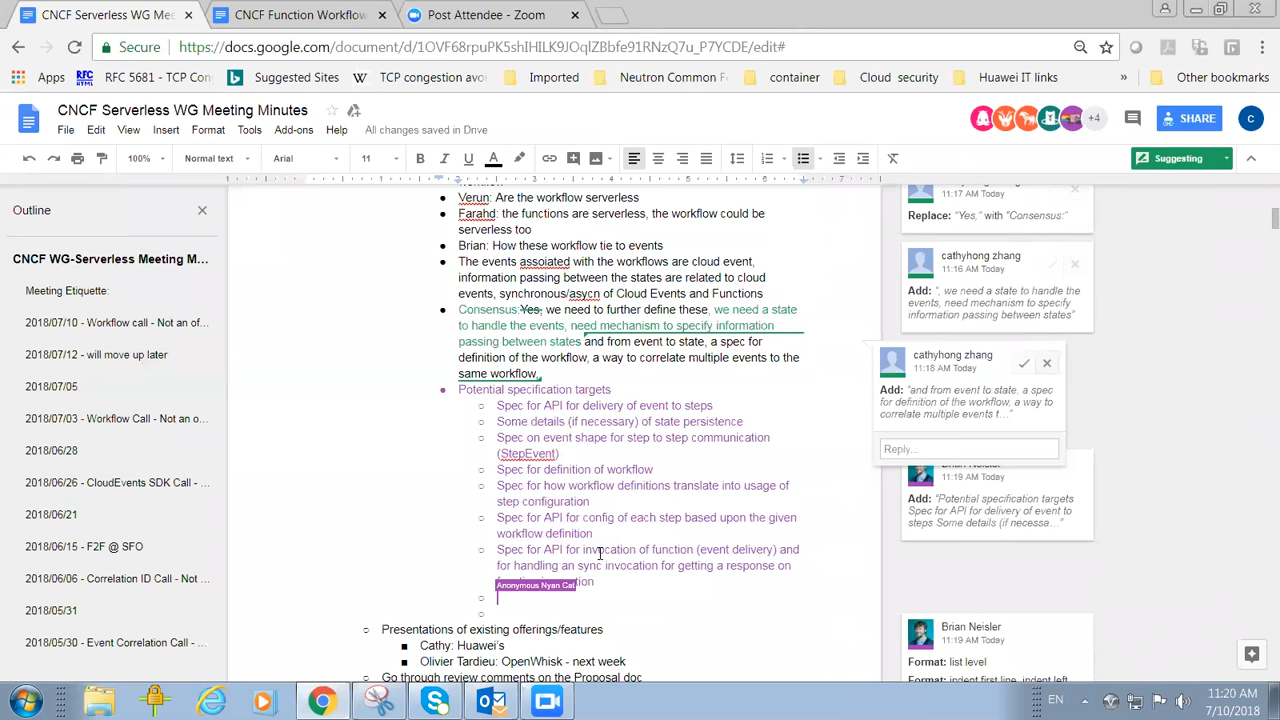 CNCF Serverless WG Mee
CNCF Function Workflow
Post Attendee - Zoom
Secure
https://docs.google.com/document/d/1OVF68rpuPK5shIHILK9JOqlZBbfe91RNzQ7u_P7YCDE/edit#
Apps
RFC 5681 - TCP Con
Suggested Sites
TCP congestion avoi
Imported
Neutron Common
container
Cloud security
Huawei IT links
»
Other bookmarks
CNCF Serverless WG Meeting Minutes
File Edit View Insert Format Tools Add-ons Help All changes saved in Drive
+4
SHARE
C
100% Normal text Arial 11
Suggesting
1 1 2 3 4 5 6 7
Outline
CNCF WG-Serverless Meeting M...
Meeting Etiquette:
2018/07/10 - Workflow call - Not an of...
2018/07/12 - will move up later
2018/07/05
2018/07/03 - Workflow Call - Not an o...
2018/06/28
2018/06/26 - CloudEvents SDK Call - ...
2018/06/21
2018/06/15 - F2F @ SFO
2018/06/06 - Correlation ID Call - Not ...
2018/05/31
2018/05/30 - Event Correlation Call - ...
workflow
Verun: Are the workflow serverless
Farahd: the functions are serverless, the workflow could be
serverless too
Brian: How these workflow tie to events
The events assoiated with the workflows are cloud event,
information passing between the states are related to cloud
events, synchronous/asycn of Cloud Events and Functions
Consensus:Yes, we need to further define these, we need a state
to handle the events, need mechanism to specify information
passing between states and from event to state, a spec for
definition of the workflow, a way to correlate multiple events to the
same workflow,
Potential specification targets
Spec for API for delivery of event to steps
Some details (if necessary) of state persistence
Spec on event shape for step to step communication
(StepEvent)
Spec for definition of workflow
Spec for how workflow definitions translate into usage of
step configuration
Spec for API for config of each step based upon the given
workflow definition
Spec for API for invocation of function (event delivery) and
for handling an sync invocation for getting a response on
Anonymous Nyan Cat
Presentations of existing offerings/features
Cathy: Huawei's
Olivier Tardieu: OpenWhisk - next week
Go through review comments on the Proposal doc
11:17 AM Today
Replace: "Yes," with "Consensus:"
cathyhong zhang
11:16 AM Today
Add: ", we need a state to handle the
events, need mechanism to specify
information passing between states"
cathyhong zhang
11:18 AM Today
Add: "and from event to state, a spec
for definition of the workflow, a way to
correlate multiple events t..."
Reply...
Brian Neisler
11:19 AM Today
Add: "Potential specification targets
Spec for API for delivery of event to
steps Some details (if necessa..."
Brian Neisler
11:19 AM Today
Format: list level
Format: indent first line, indent left
EN
11:20 AM
7/10/2018